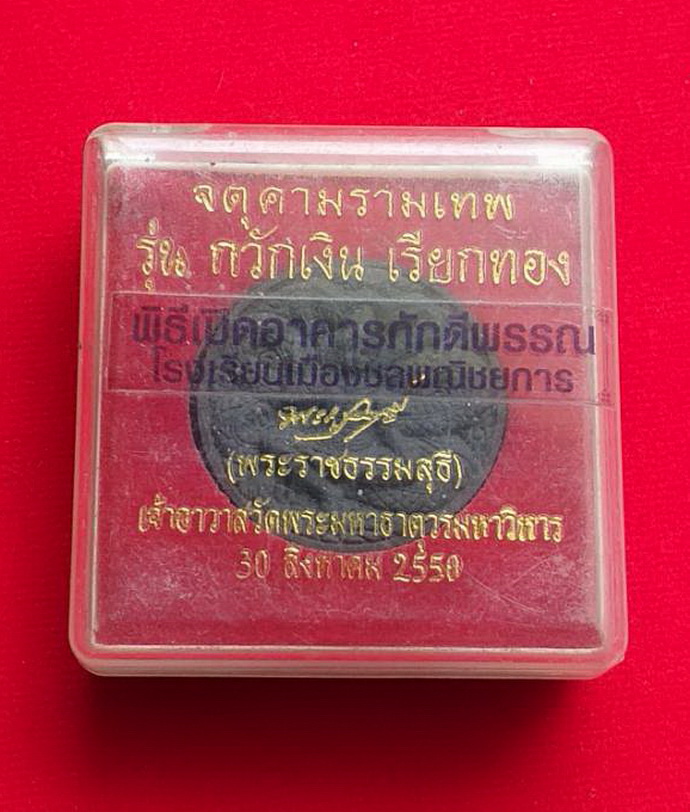 จตุคามรามเทพ
รุ่น กวักเงิน เรียกทอง
พิธีเปิดอาคารศักดิ์พรรณ
โรงเรียนเมืองชลพณิชยการ
(พระราชธรรมสุธี)
เจ้าอาวาสวัดพระมหาธาตุวรมหาวิหาร
30 สิงหาคม 2550